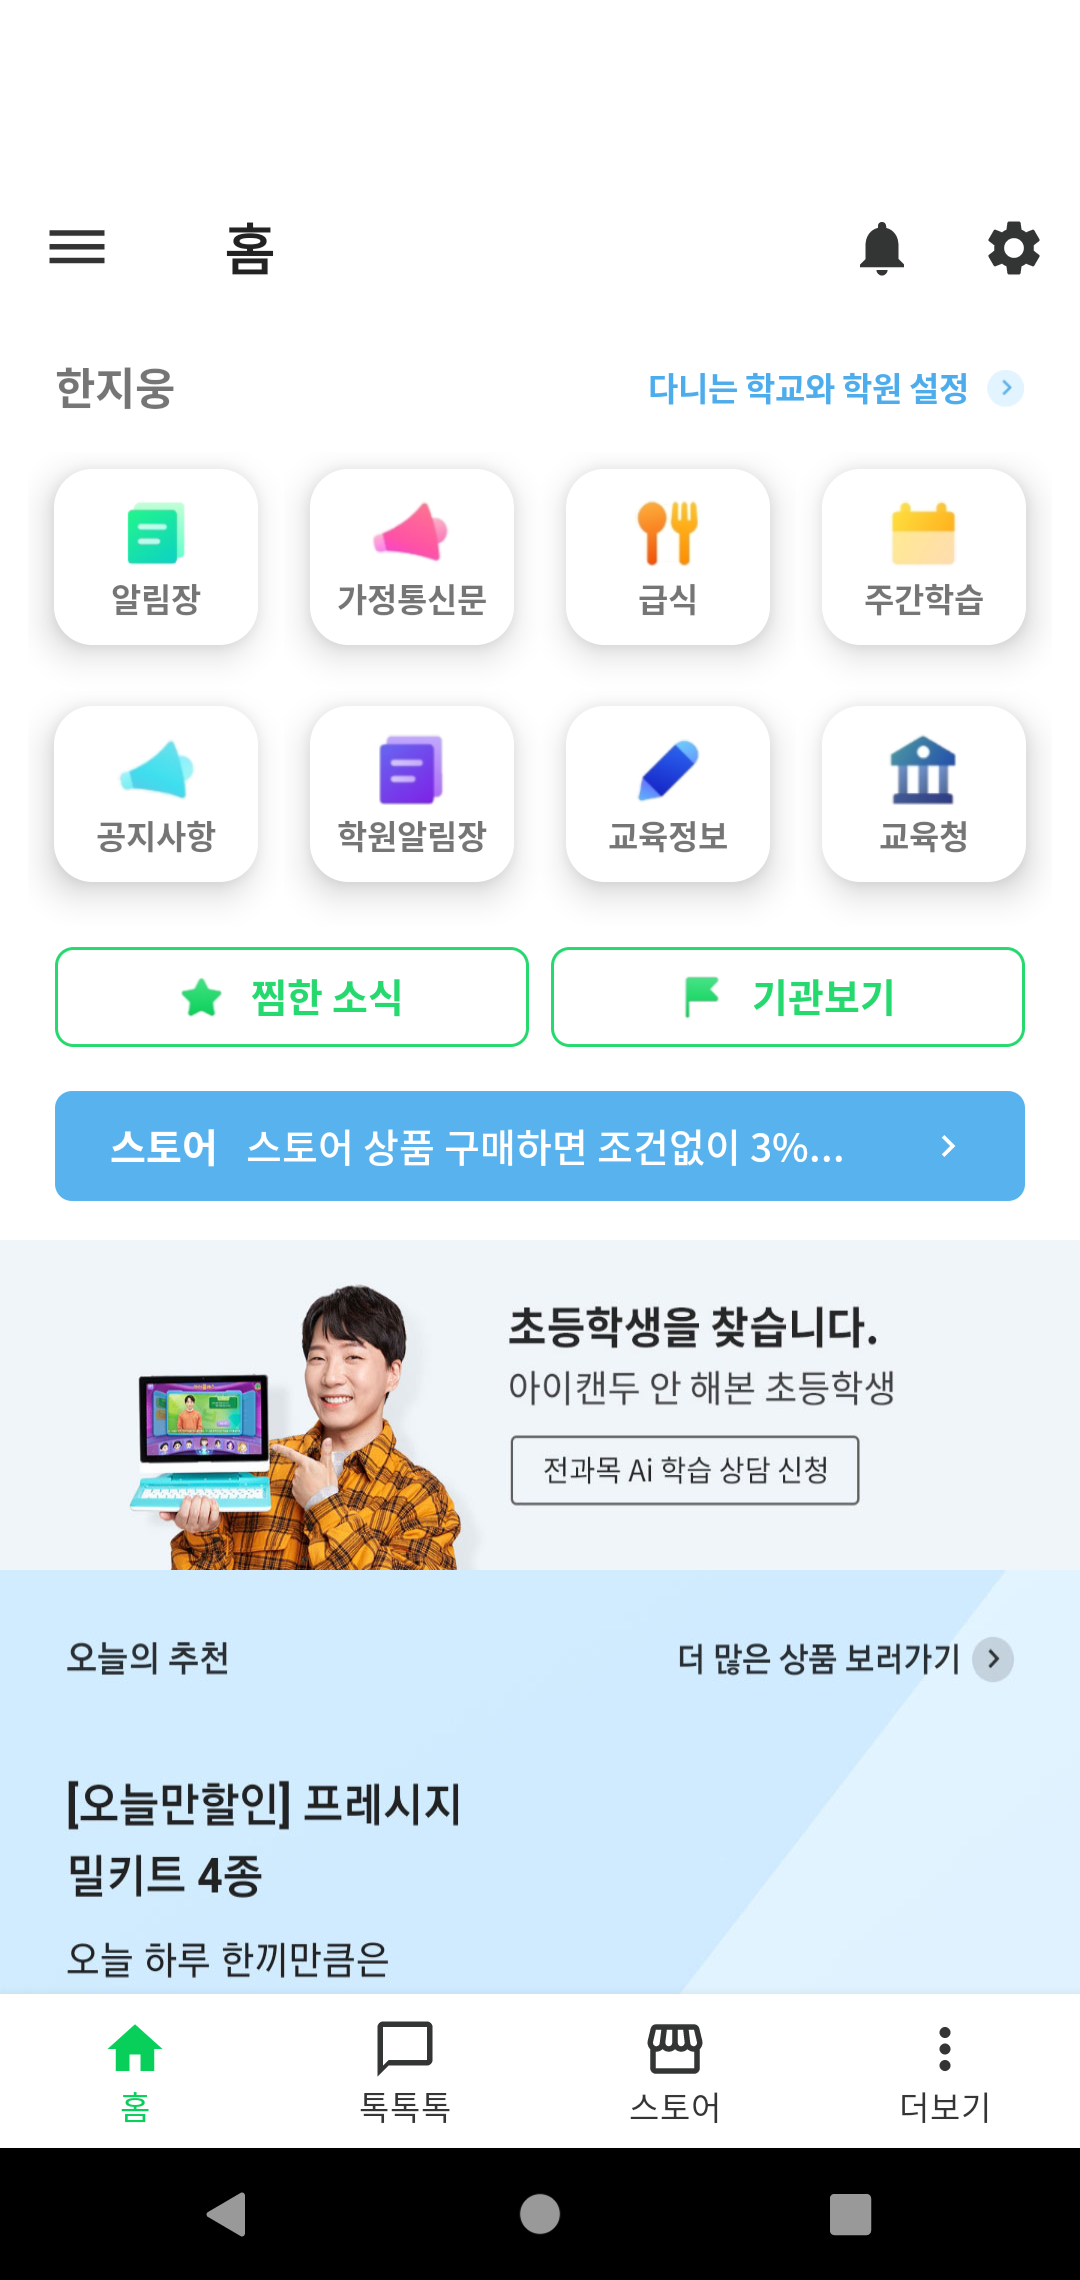 홈
한지웅
다니는 학교와 학원 설정
알림장
가정통신문
급식
주간학습
공지사항
학원알림장
교육정보
교육청
찜한 소식
기관보기
스토어 스토어 상품 구매하면 조건없이 3%...
초등학생을 찾습니다.
아이캔두 안 해본 초등학생
전과목 Ai 학습 상담 신청
오늘의 추천
더 많은 상품 보러가기
[오늘만할인] 프레시지
밀키트 4종
오늘 하루 한끼만큼은
홈
톡톡톡
스토어
더보기